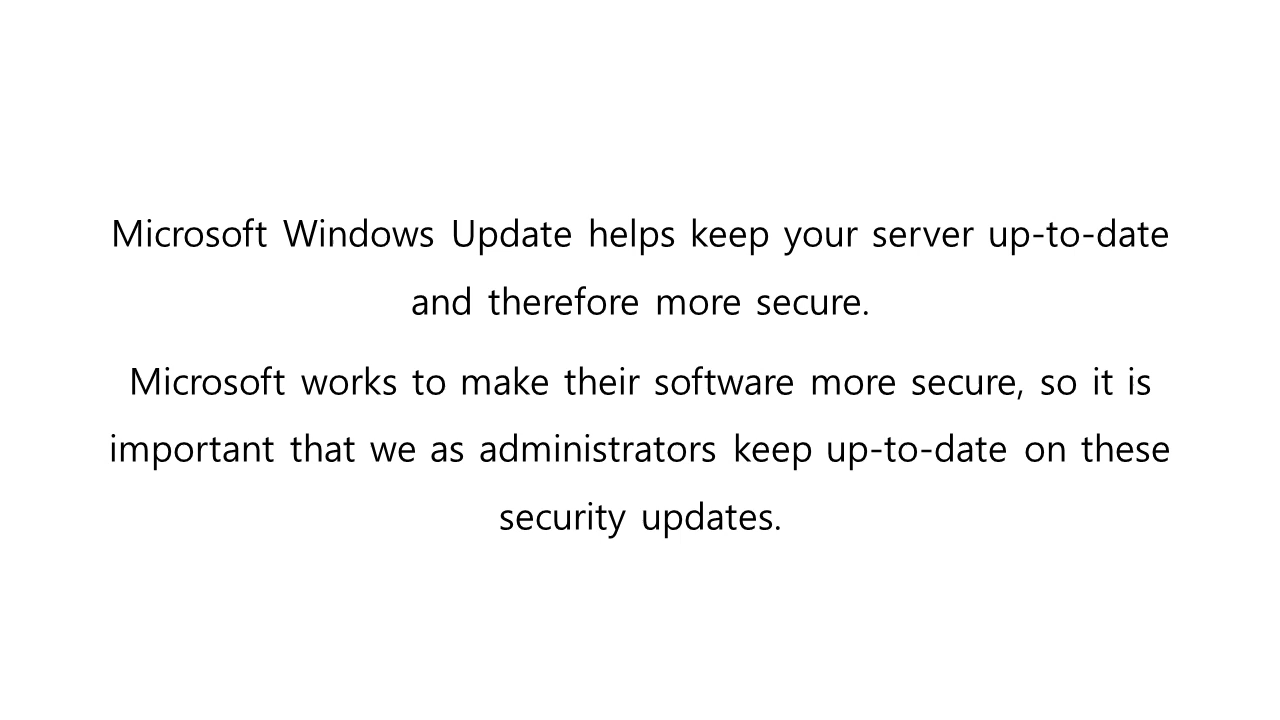 Microsoft Windows Update helps keep your server up-to-date
and therefore more secure.
Microsoft works to make their software more secure, so it is
important that we as administrators keep up-to-date on these
security updates.